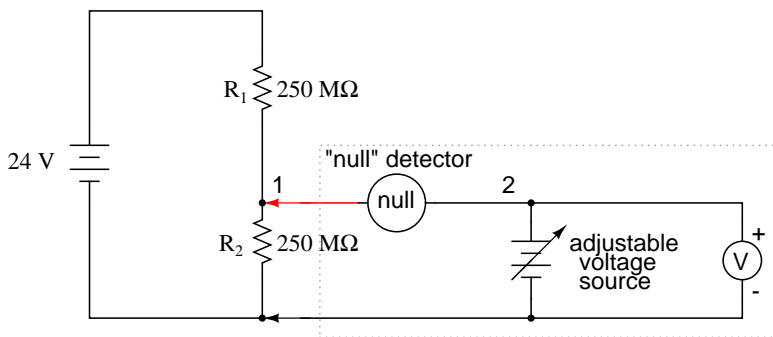 R1 250 MΩ
24 V
"null" detector
1
null
2
R2 250 MΩ
adjustable
voltage
source
+
V
-